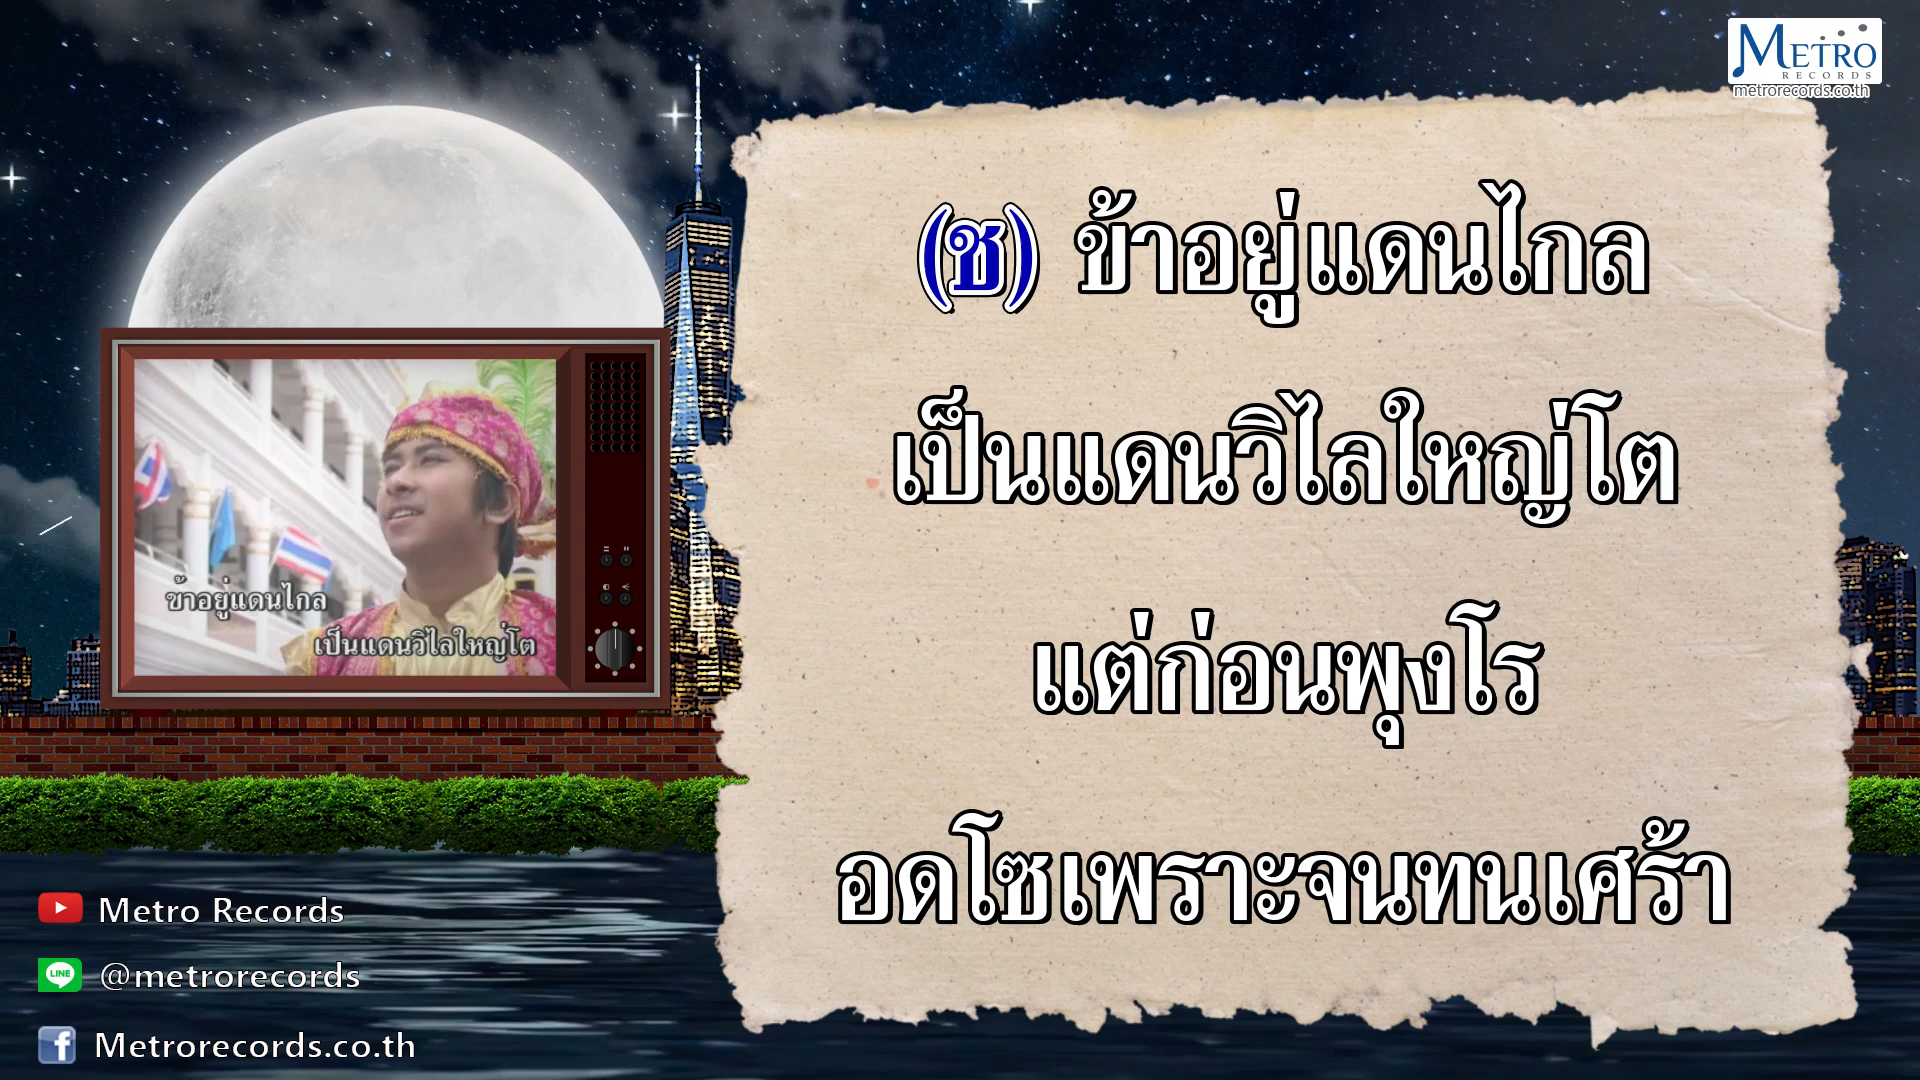 METRO
RECORDS
metrorecords.co.th
(ช) ข้าอยู่แดนไกล
เป็นแดนวิไลใหญ่โต
แต่ก่อนพุงโร
อดโซเพราะจนทนเศร้า
ข้าอยู่แดนไกล
เป็นแดนวิไลใหญ่โต
Metro Records
LINE @metrorecords
f Metrorecords.co.th